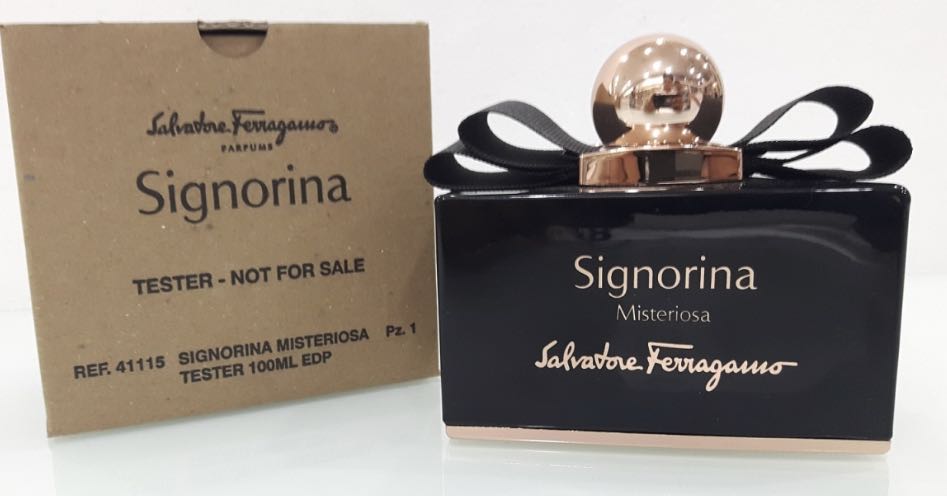 Salvatore Ferragamo®
PARFUMS
Signorina
TESTER - NOT FOR SALE
REF. 41115 SIGNORINA MISTERIOSA Pz. 1
TESTER 100ML EDP
Signorina
Misteriosa
Salvatore Ferragamo